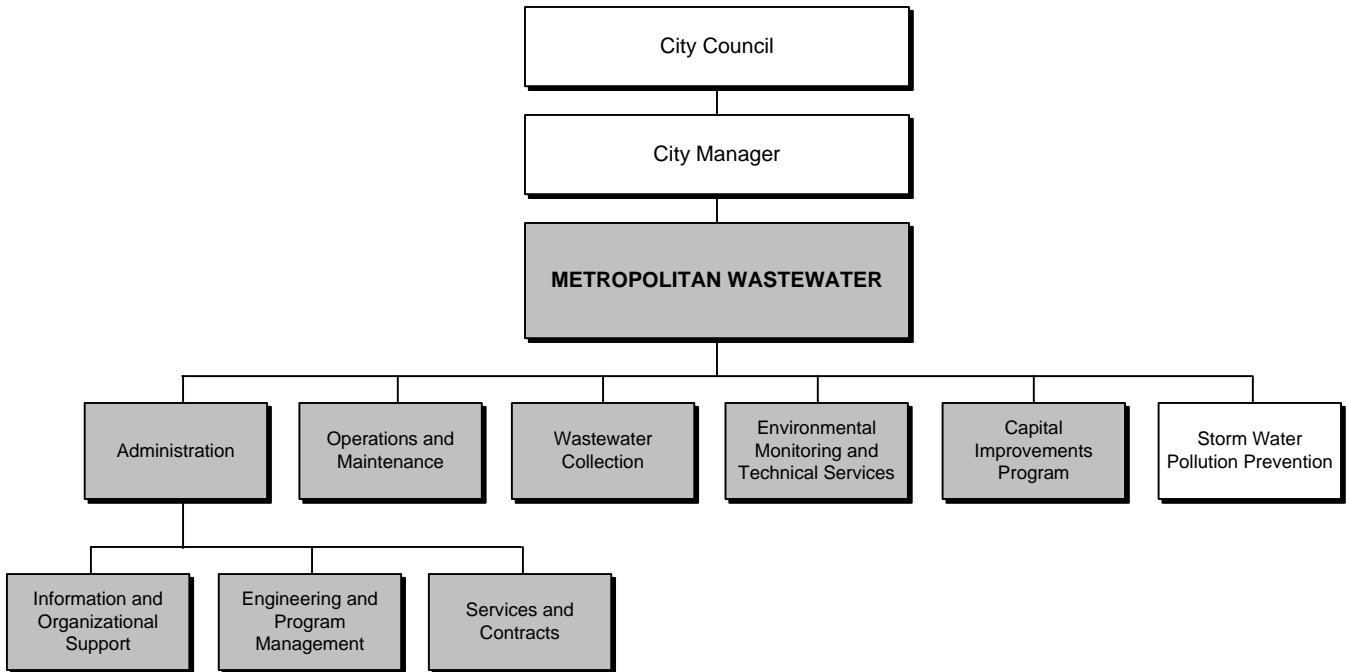 City Council
City Manager
METROPOLITAN WASTEWATER
Administration
Operations and
Maintenance
Wastewater
Collection
Environmental
Monitoring and
Technical Services
Capital
Improvements
Program
Storm Water
Pollution Prevention
Information and
Organizational
Support
Engineering and
Program
Management
Services and
Contracts